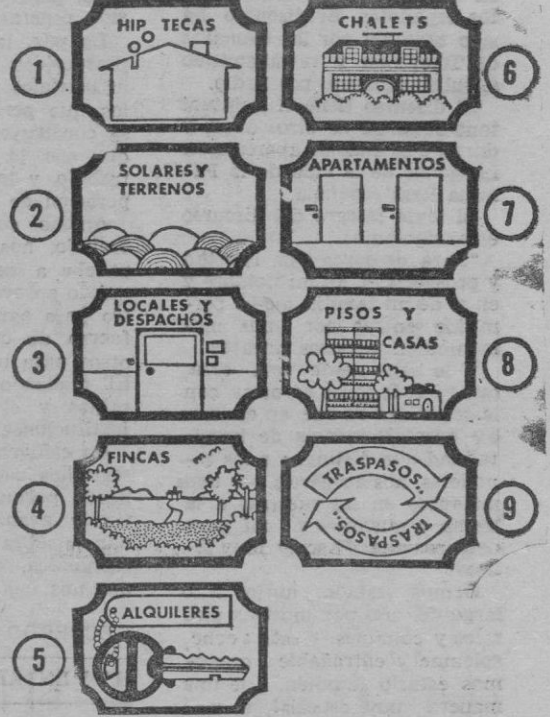 1
HIP TECAS
2
SOLARES Y
TERRENOS
3
LOCALES Y
DESPACHOS
4
FINCAS
5
ALQUILERES
6
CHALETS
7
APARTAMENTOS
8
PISOS Y
CASAS
9
TRASPASOS..
TRASPASOS..